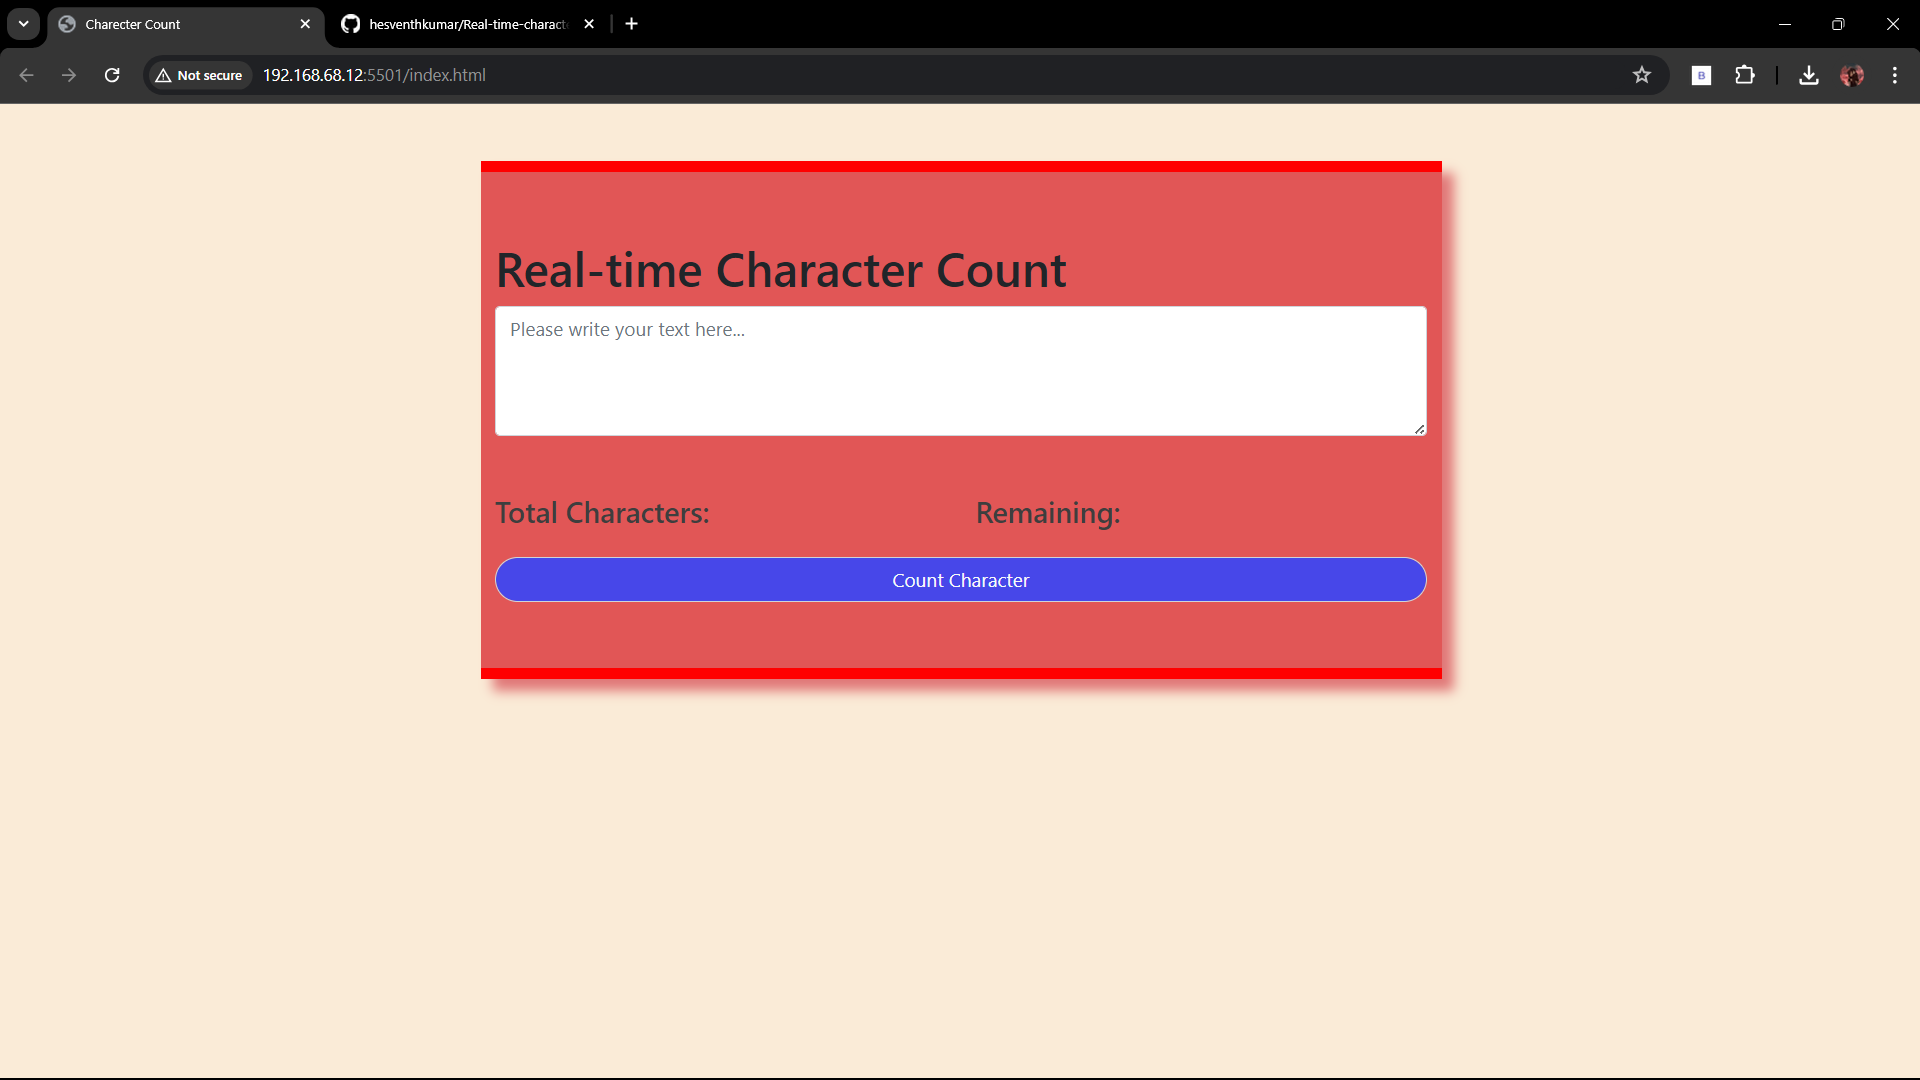 Charecter Count
hesventhkumar/Real-time-charact
Not secure
192.168.68.12:5501/index.html
B
Real-time Character Count
Please write your text here...
Total Characters:
Remaining:
Count Character